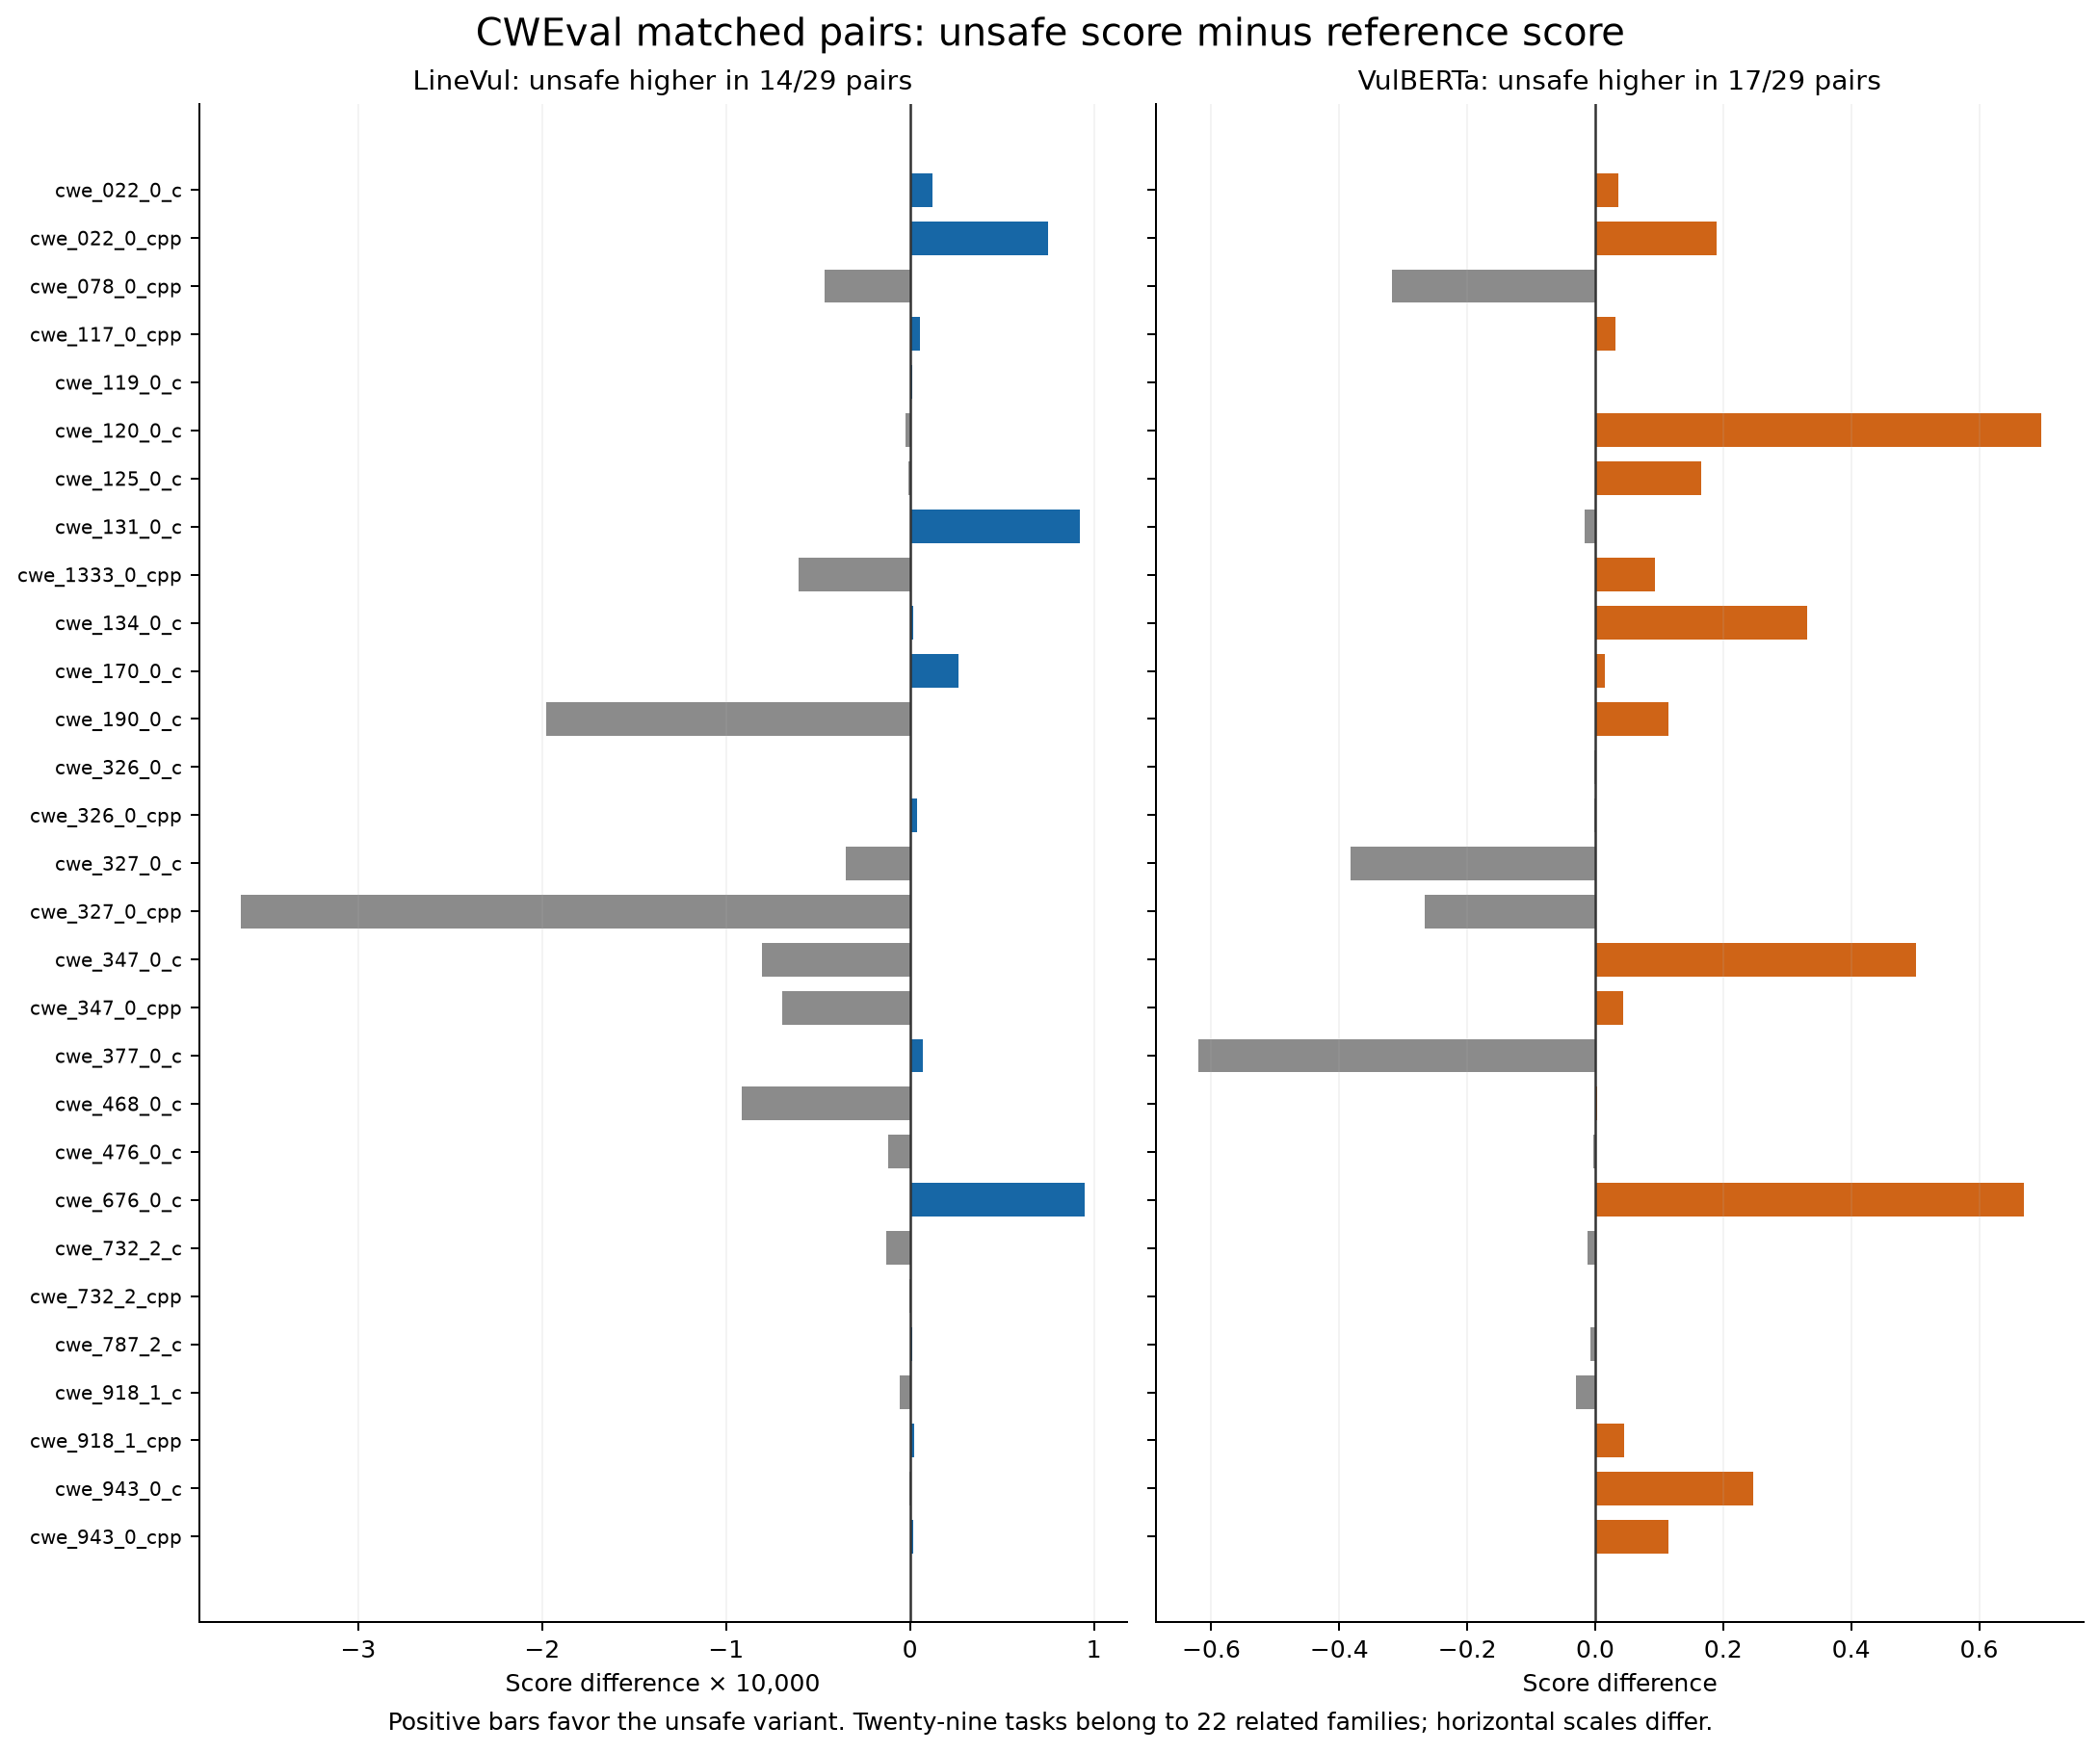 CWEval matched pairs: unsafe score minus reference score
LineVul: unsafe higher in 14/29 pairs
VulBERTa: unsafe higher in 17/29 pairs
cwe_022_0_c
cwe_022_0_cpp
cwe_078_0_cpp
cwe_117_0_cpp
cwe_119_0_c
cwe_120_0_c
cwe_125_0_c
cwe_131_0_c
cwe_1333_0_cpp
cwe_134_0_c
cwe_170_0_c
cwe_190_0_c
cwe_326_0_c
cwe_326_0_cpp
cwe_327_0_c
cwe_327_0_cpp
cwe_347_0_c
cwe_347_0_cpp
cwe_377_0_c
cwe_468_0_c
cwe_476_0_c
cwe_676_0_c
cwe_732_2_c
cwe_732_2_cpp
cwe_787_2_c
cwe_918_1_c
cwe_918_1_cpp
cwe_943_0_c
cwe_943_0_cpp
−3 −2 −1 0 1
Score difference × 10,000
−0.6 −0.4 −0.2 0.0 0.2 0.4 0.6
Score difference
Positive bars favor the unsafe variant. Twenty-nine tasks belong to 22 related families; horizontal scales differ.